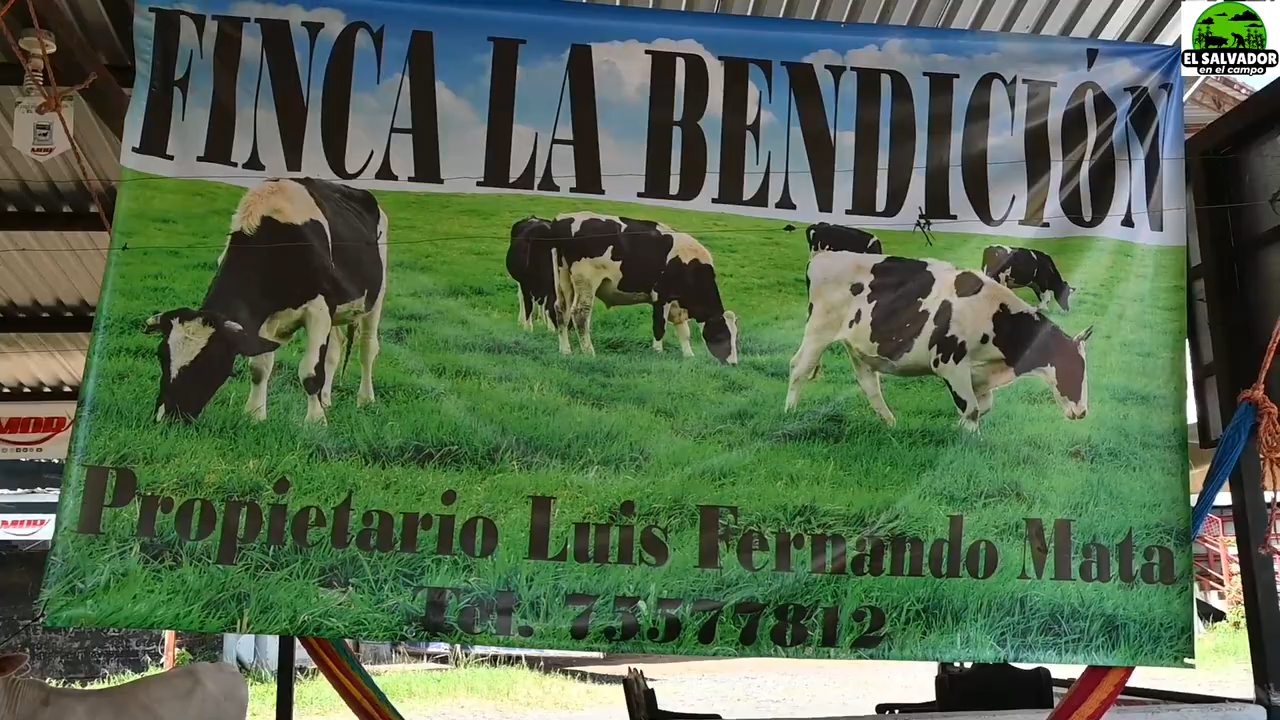 FINCA LA BENDICIÓN
Propietario Luis Fernando Mata
Tel. 75577812
EL SALVADOR
en el campo